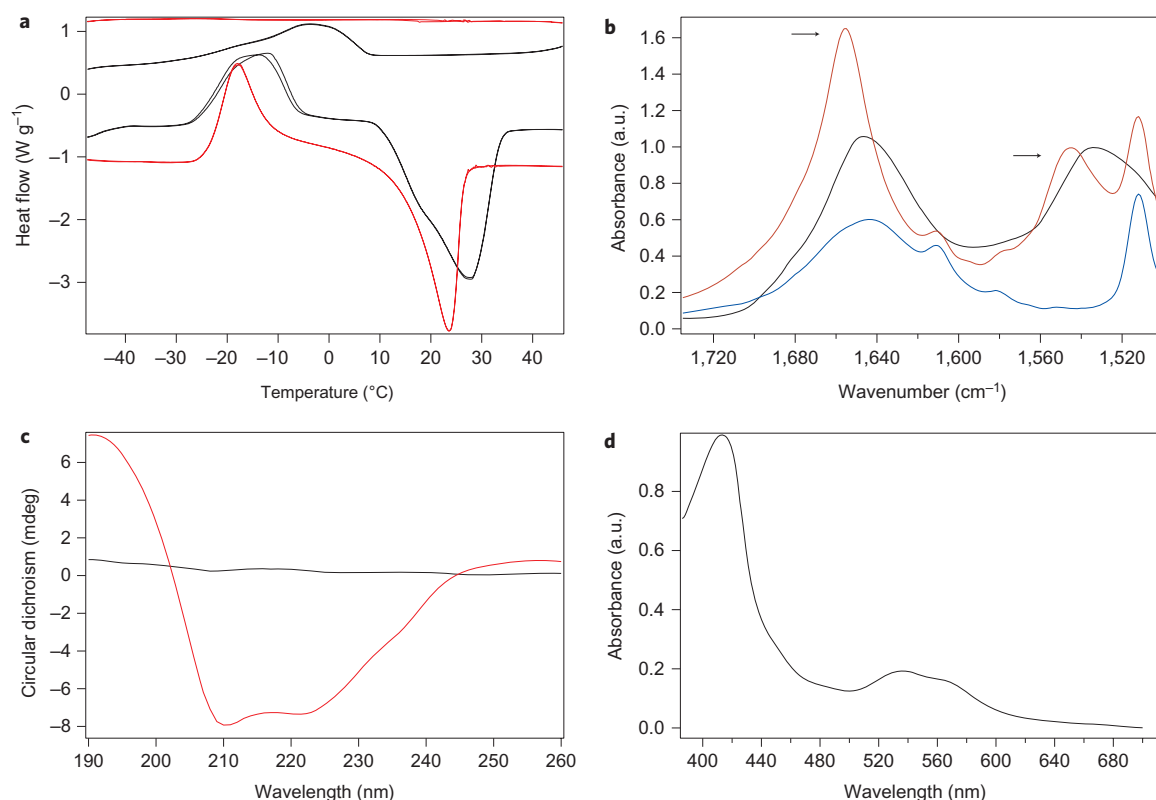 a
1
0
–1
–2
–3
Heat flow (W g⁻¹)
–40 –30 –20 –10 0 10 20 30 40
Temperature (°C)
b
1.6
1.4
1.2
1.0
0.8
0.6
0.4
0.2
0.0
Absorbance (a.u.)
1,720 1,680 1,640 1,600 1,560 1,520
Wavenumber (cm⁻¹)
c
6
4
2
0
–2
–4
–6
–8
Circular dichroism (mdeg)
190 200 210 220 230 240 250 260
Wavelength (nm)
d
0.8
0.6
0.4
0.2
0.0
Absorbance (a.u.)
400 440 480 520 560 600 640 680
Wavelength (nm)